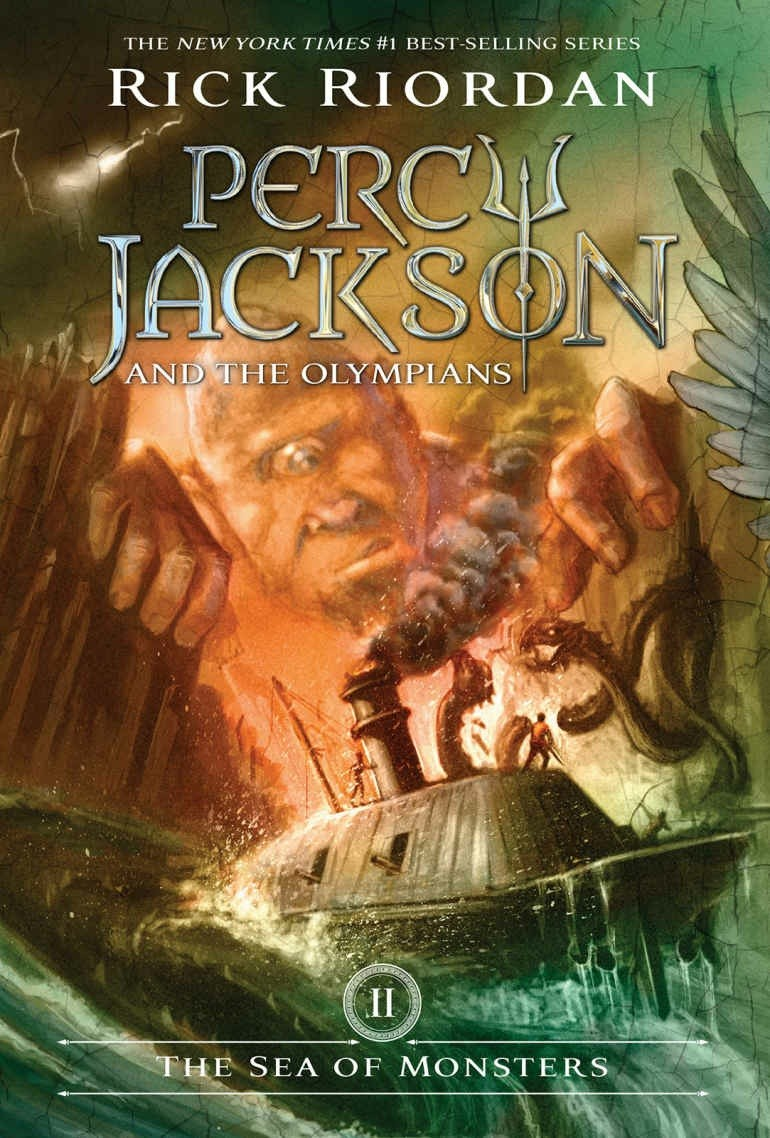 THE NEW YORK TIMES #1 BEST-SELLING SERIES
RICK RIORDAN
PERCY
JACKSON
AND THE OLYMPIANS
II
THE SEA OF MONSTERS